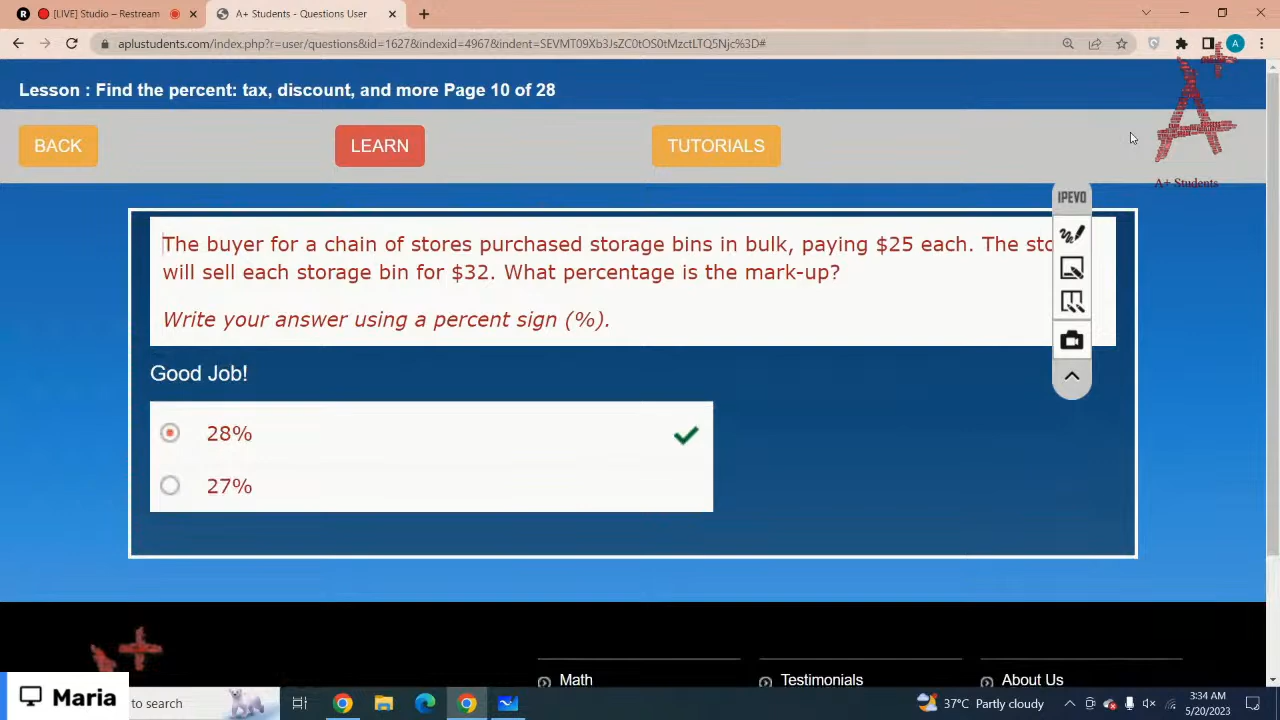 [LIVE] Studio – Restream
A+ Students - Questions User
aplustudents.com/index.php?r=user/questions&id=1627&indexid=4967&indent=SEVMT09Xb3JsZC0tOS0tMzctLTQ5Njc%3D#
A
Lesson : Find the percent: tax, discount, and more Page 10 of 28
BACK
LEARN
TUTORIALS
A+ Students
IPEVO
The buyer for a chain of stores purchased storage bins in bulk, paying $25 each. The sto
will sell each storage bin for $32. What percentage is the mark-up?
Write your answer using a percent sign (%).
Good Job!
28%
27%
Math
Testimonials
About Us
Maria
to search
37°C Partly cloudy
3:34 AM
5/20/2023